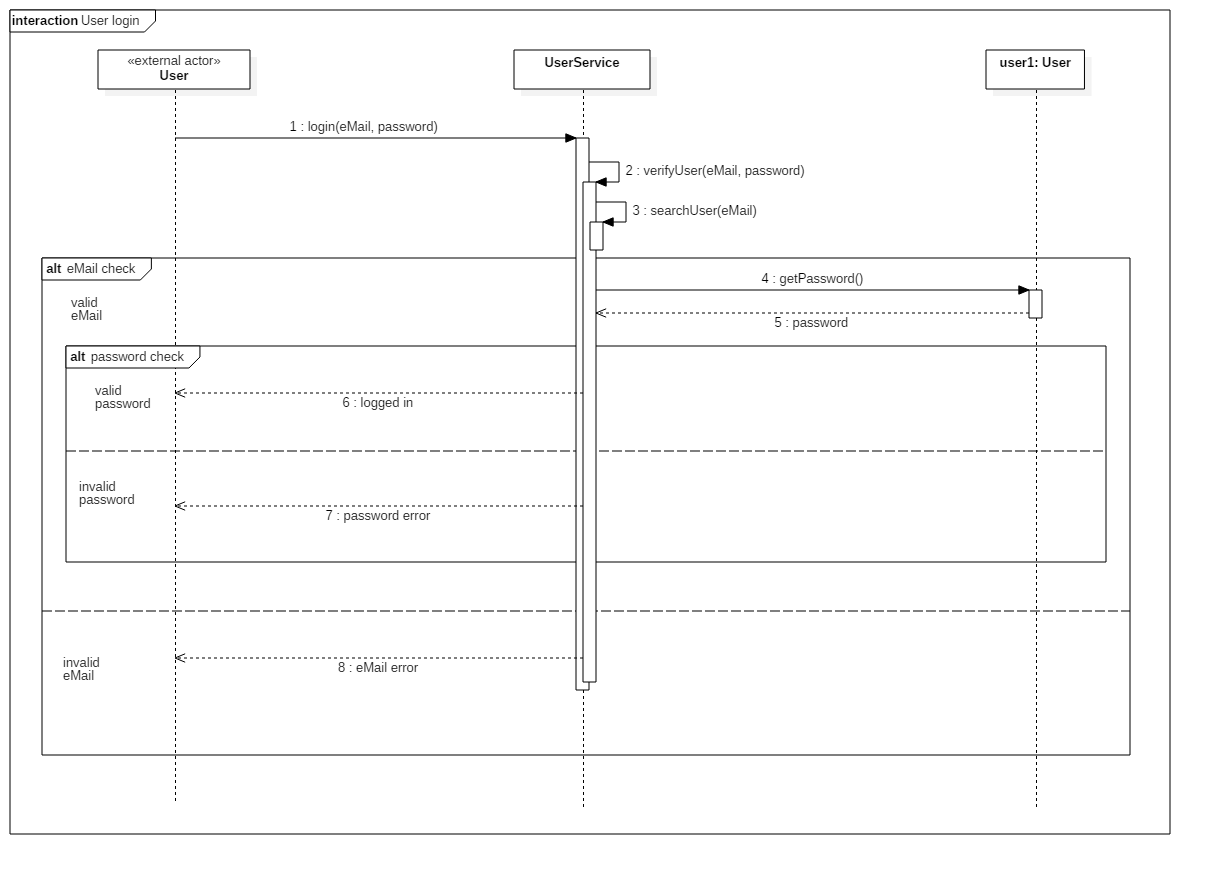 interaction User login
«external actor»
User
UserService
user1: User
1 : login(eMail, password)
2 : verifyUser(eMail, password)
3 : searchUser(eMail)
alt eMail check
4 : getPassword()
valid
eMail
5 : password
alt password check
valid
password
6 : logged in
invalid
password
7 : password error
invalid
eMail
8 : eMail error